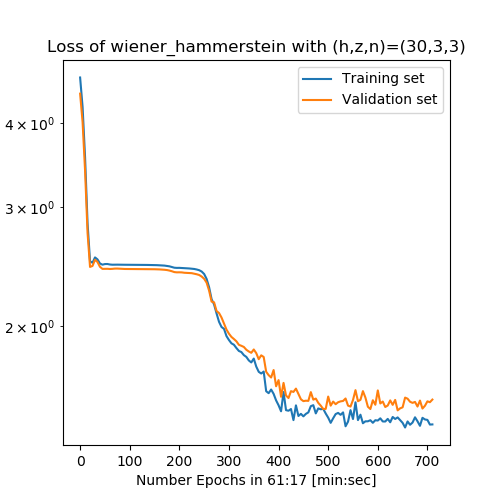 Loss of wiener_hammerstein with (h,z,n)=(30,3,3)
Training set
Validation set
4 × 10⁰
3 × 10⁰
2 × 10⁰
0 100 200 300 400 500 600 700
Number Epochs in 61:17 [min:sec]